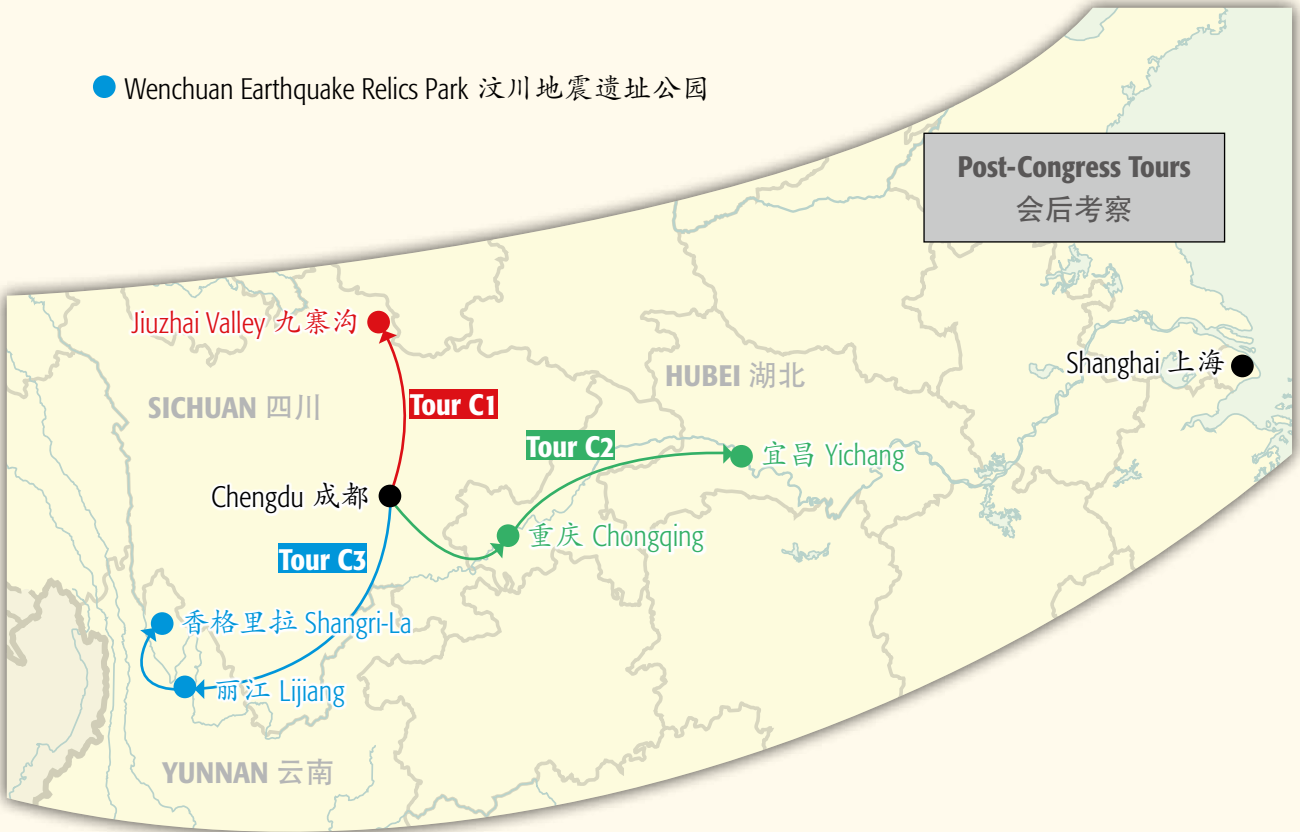 Wenchuan Earthquake Relics Park 汶川地震遗址公园
Post-Congress Tours
会后考察
Jiuzhai Valley 九寨沟
HUBEI 湖北
Shanghai 上海
SICHUAN 四川
Tour C1
Tour C2
宜昌 Yichang
Chengdu 成都
重庆 Chongqing
Tour C3
香格里拉 Shangri-La
丽江 Lijiang
YUNNAN 云南